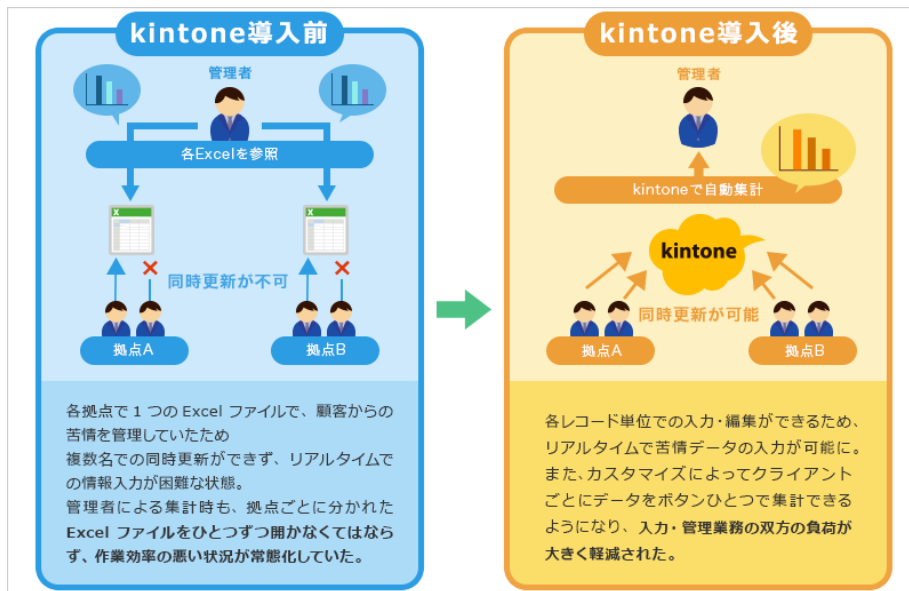 kintone導入前
管理者
各Excelを参照
同時更新が不可
拠点A
拠点B
各拠点で1つのExcel ファイルで、顧客からの
苦情を管理していたため
複数名での同時更新ができず、リアルタイムで
の情報入力が困難な状態。
管理者による集計時も、拠点ごとに分かれた
Excel ファイルをひとつずつ開かなくてはなら
ず、作業効率の悪い状況が常態化していた。
kintone導入後
管理者
kintoneで自動集計
kintone
同時更新が可能
拠点A
拠点B
各レコード単位での入力・編集ができるため、
リアルタイムで苦情データの入力が可能に。
また、カスタマイズによってクライアント
ごとにデータをボタンひとつで集計できる
ようになり、入力・管理業務の双方の負荷が
大きく軽減された。